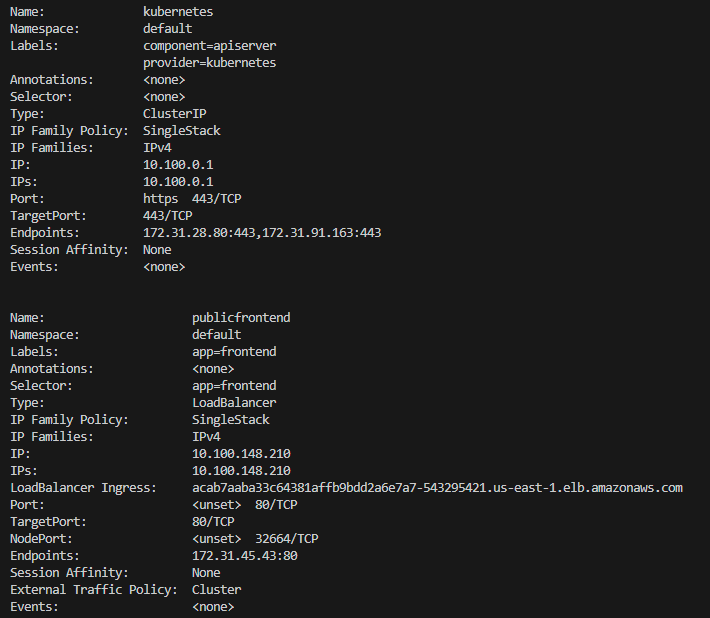 Name:              kubernetes
Namespace:         default
Labels:            component=apiserver
                   provider=kubernetes
Annotations:       <none>
Selector:          <none>
Type:              ClusterIP
IP Family Policy:  SingleStack
IP Families:       IPv4
IP:                10.100.0.1
IPs:               10.100.0.1
Port:              https  443/TCP
TargetPort:        443/TCP
Endpoints:         172.31.28.80:443,172.31.91.163:443
Session Affinity:  None
Events:            <none>
Name:                     publicfrontend
Namespace:                default
Labels:                   app=frontend
Annotations:              <none>
Selector:                 app=frontend
Type:                     LoadBalancer
IP Family Policy:         SingleStack
IP Families:              IPv4
IP:                       10.100.148.210
IPs:                      10.100.148.210
LoadBalancer Ingress:     acab7aaba33c64381affb9bdd2a6e7a7-543295421.us-east-1.elb.amazonaws.com
Port:                     <unset>  80/TCP
TargetPort:               80/TCP
NodePort:                 <unset>  32664/TCP
Endpoints:                172.31.45.43:80
Session Affinity:         None
External Traffic Policy:  Cluster
Events:                   <none>